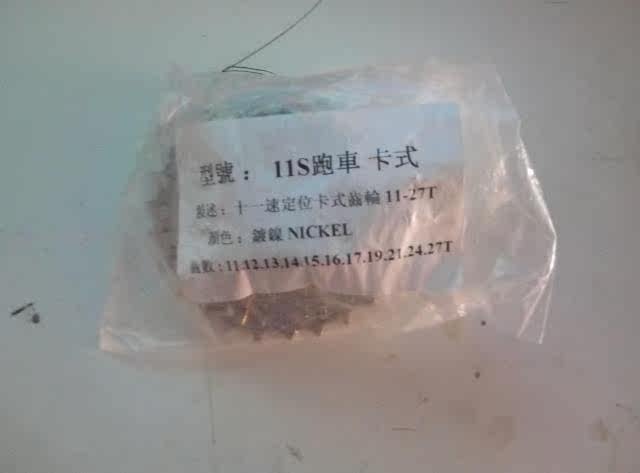 型號： 11S跑車 卡式
敍述：十一速定位卡式齒輪 11-27T
顏色：鍍鎳 NICKEL
齒數：11.12.13.14.15.16.17.19.21.24.27T